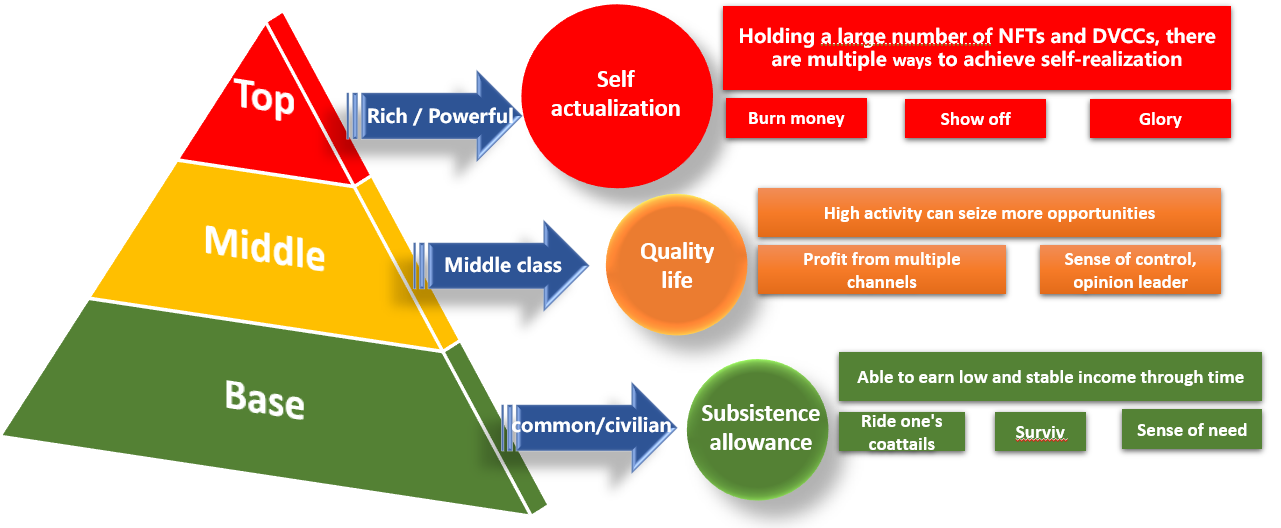 Top
Rich / Powerful
Self
actualization
Holding a large number of NFTs and DVCCs, there
are multiple ways to achieve self-realization
Burn money
Show off
Glory
Middle
Middle class
Quality
life
High activity can seize more opportunities
Profit from multiple
channels
Sense of control,
opinion leader
Base
common/civilian
Subsistence
allowance
Able to earn low and stable income through time
Ride one's
coattails
Surviv
Sense of need